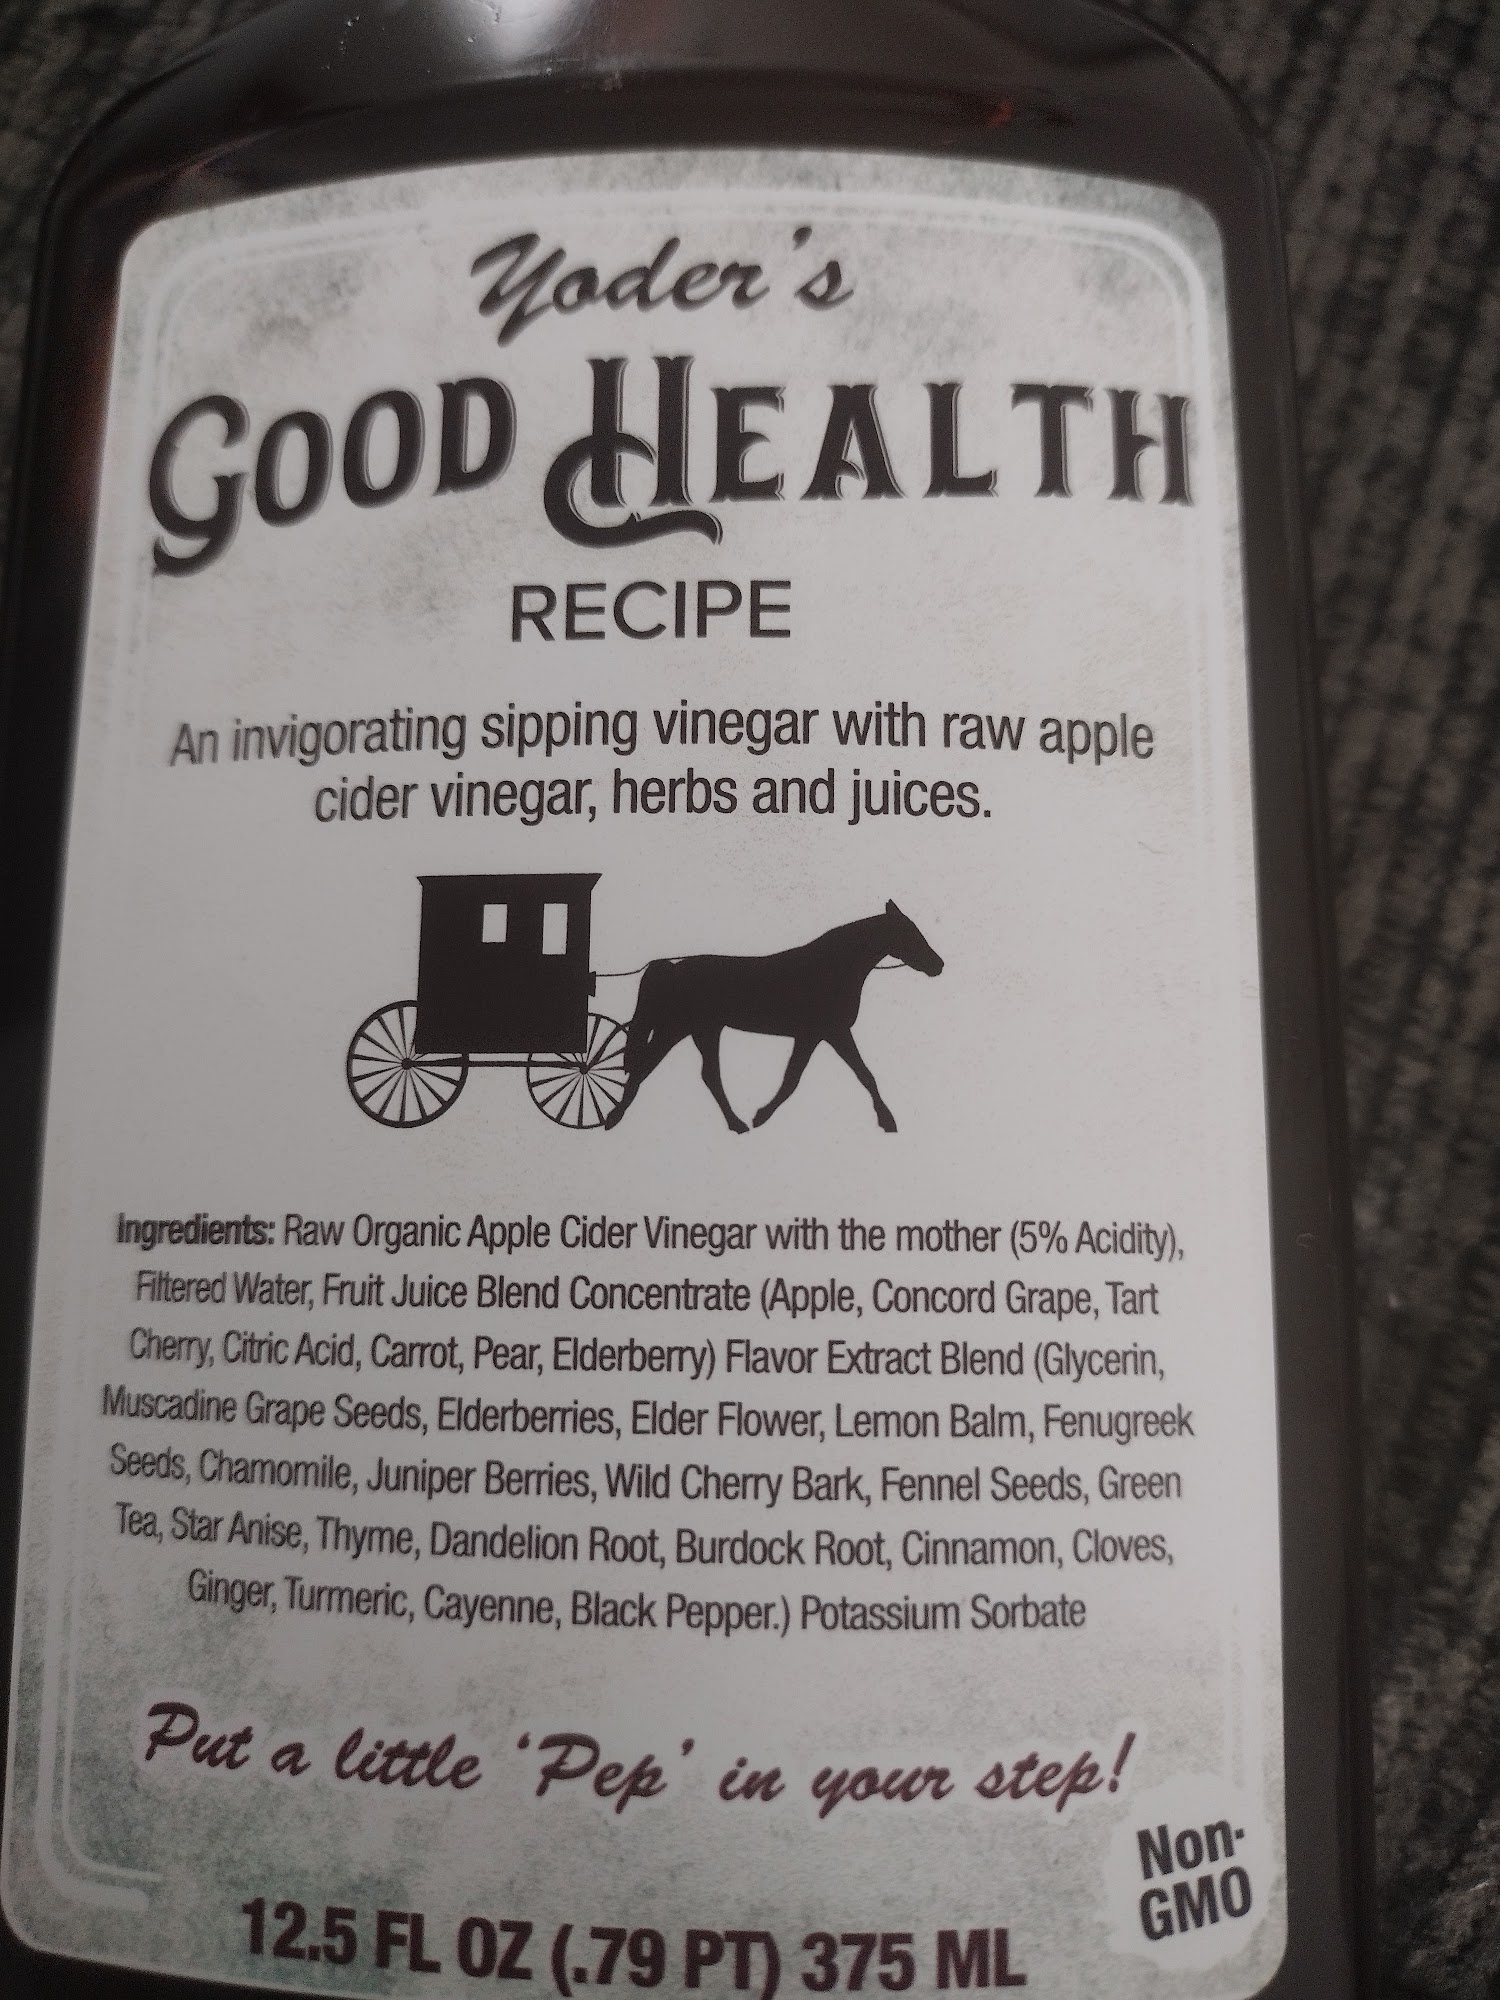 Yoder's
GOOD HEALTH
RECIPE
An invigorating sipping vinegar with raw apple
cider vinegar, herbs and juices.
Ingredients: Raw Organic Apple Cider Vinegar with the mother (5% Acidity),
Filtered Water, Fruit Juice Blend Concentrate (Apple, Concord Grape, Tart
Cherry, Citric Acid, Carrot, Pear, Elderberry) Flavor Extract Blend (Glycerin,
Muscadine Grape Seeds, Elderberries, Elder Flower, Lemon Balm, Fenugreek
Seeds, Chamomile, Juniper Berries, Wild Cherry Bark, Fennel Seeds, Green
Tea, Star Anise, Thyme, Dandelion Root, Burdock Root, Cinnamon, Cloves,
Ginger, Turmeric, Cayenne, Black Pepper.) Potassium Sorbate
Put a little 'Pep' in your step!
Non-
GMO
12.5 FL OZ (.79 PT) 375 ML